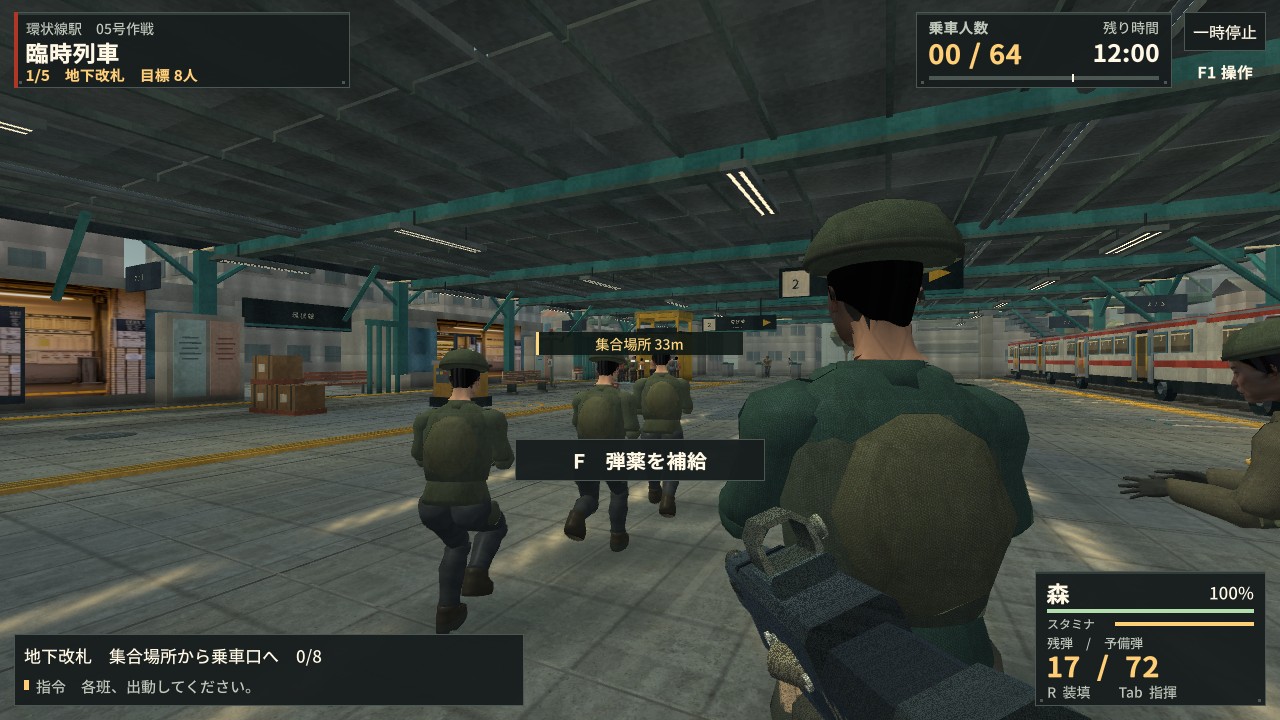 環状線駅　05号作戦
臨時列車
1/5　地下改札　目標 8人
乗車人数
残り時間
00 / 64
12:00
一時停止
F1 操作
2
2
集合場所 33m
F　弾薬を補給
森
100%
スタミナ
残弾　/　予備弾
17 / 72
R 装填
Tab 指揮
地下改札　集合場所から乗車口へ　0/8
指令　各班、出動してください。